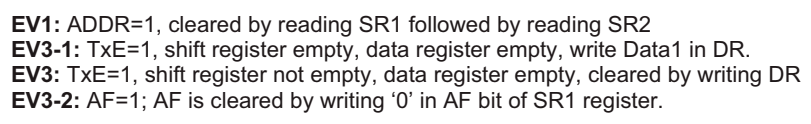 EV1: ADDR=1, cleared by reading SR1 followed by reading SR2
EV3-1: TxE=1, shift register empty, data register empty, write Data1 in DR.
EV3: TxE=1, shift register not empty, data register empty, cleared by writing DR
EV3-2: AF=1; AF is cleared by writing ‘0’ in AF bit of SR1 register.